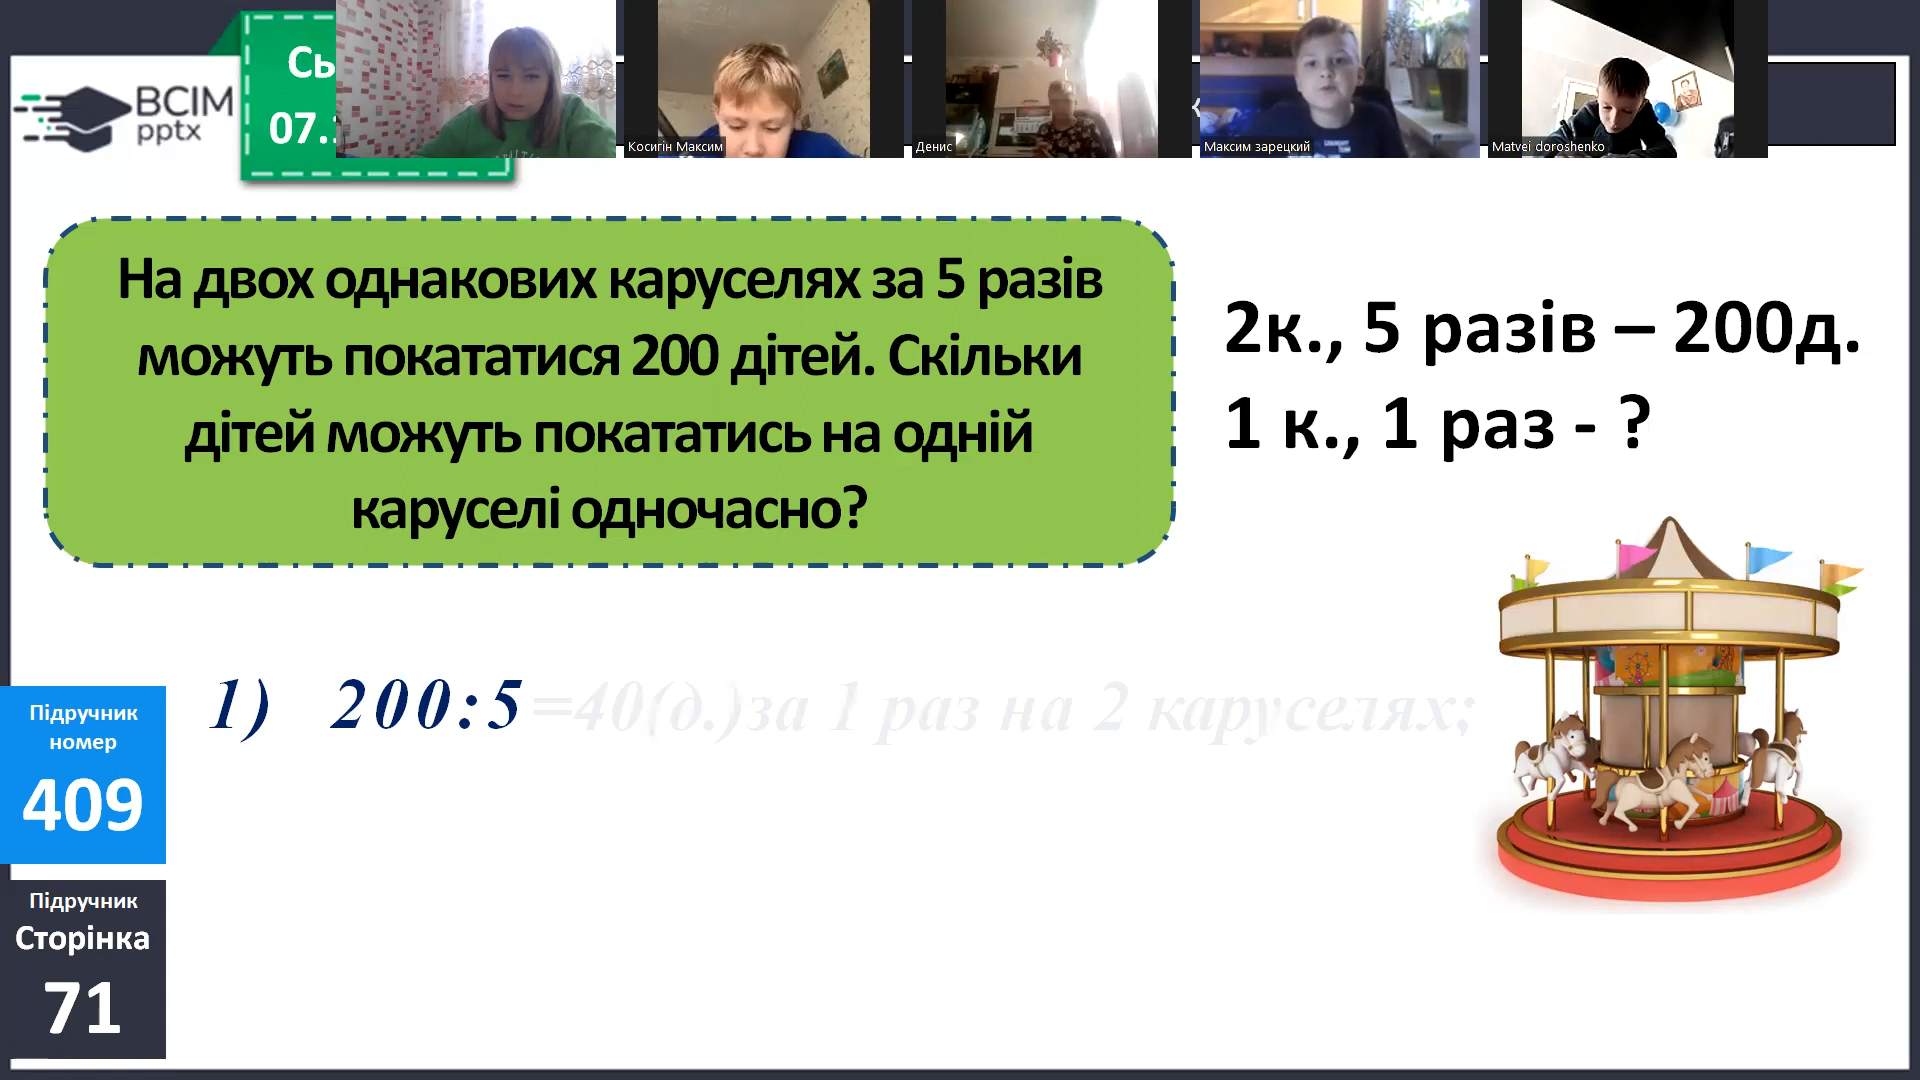 Сь
07.
ВСІМ
pptx
Косигін Максим
Денис
Максим зарецкий
Matvei doroshenko
На двох однакових каруселях за 5 разів
можуть покататися 200 дітей. Скільки
дітей можуть покататись на одній
каруселі одночасно?
2к., 5 разів – 200д.
1 к., 1 раз - ?
1) 200:5=40(д.)за 1 раз на 2 каруселях;
Підручник
номер
409
Підручник
Сторінка
71